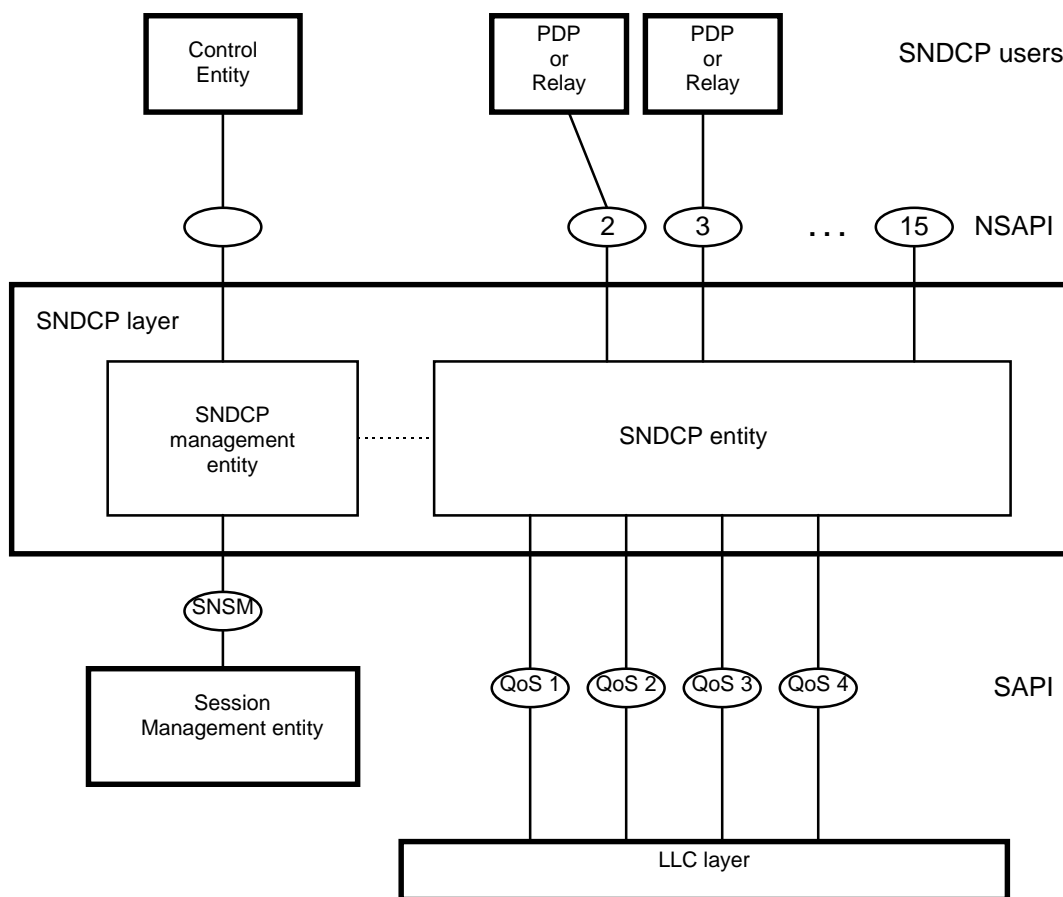 Control
Entity
PDP
or
Relay
PDP
or
Relay
SNDCP users
2
3
. . .
15
NSAPI
SNDCP layer
SNDCP
management
entity
SNDCP entity
SNSM
QoS 1
QoS 2
QoS 3
QoS 4
SAPI
Session
Management entity
LLC layer